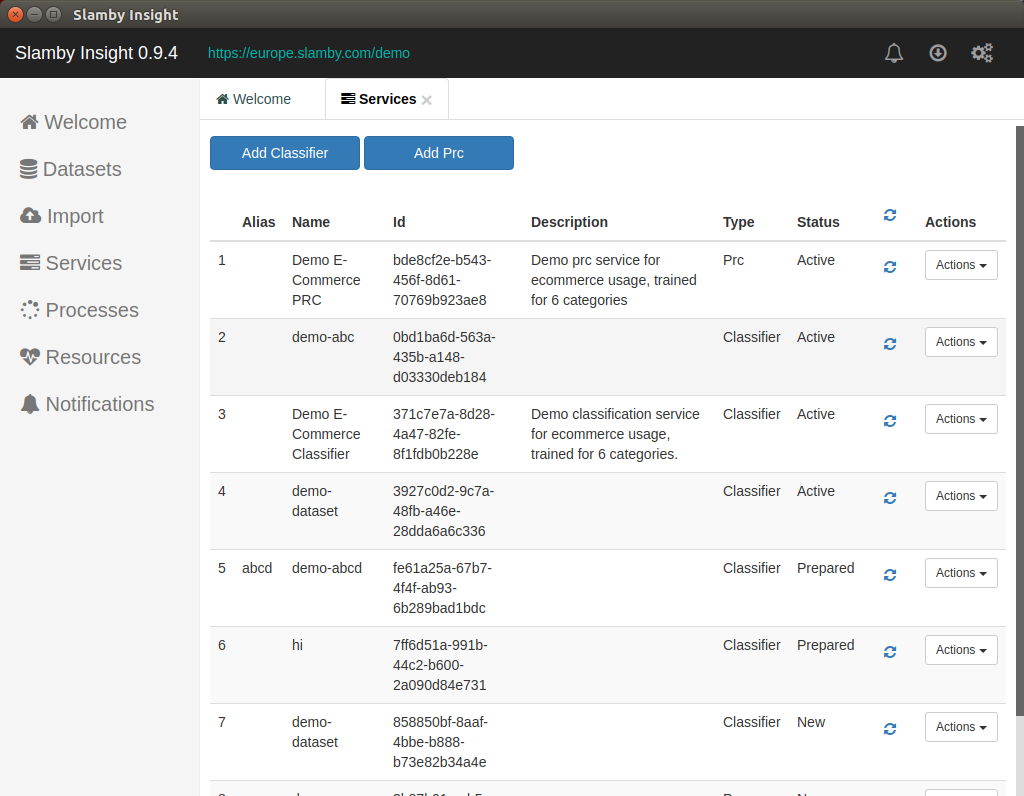 Slamby Insight
Slamby Insight 0.9.4 https://europe.slamby.com/demo
Welcome
Datasets
Import
Services
Processes
Resources
Notifications
Welcome Services
Add Classifier Add Prc
Alias Name Id Description Type Status Actions
1 Demo E- bde8cf2e-b543- Demo prc service for Prc Active Actions
Commerce 456f-8d61- ecommerce usage, trained
PRC 70769b923ae8 for 6 categories
2 demo-abc 0bd1ba6d-563a- Classifier Active Actions
435b-a148-
d03330deb184
3 Demo E- 371c7e7a-8d28- Demo classification service Classifier Active Actions
Commerce 4a47-82fe- for ecommerce usage,
Classifier 8f1fdb0b228e trained for 6 categories.
4 demo- 3927c0d2-9c7a- Classifier Active Actions
dataset 48fb-a46e-
28dda6a6c336
5 abcd demo-abcd fe61a25a-67b7- Classifier Prepared Actions
4f4f-ab93-
6b289bad1bdc
6 hi 7ff6d51a-991b- Classifier Prepared Actions
44c2-b600-
2a090d84e731
7 demo- 858850bf-8aaf- Classifier New Actions
dataset 4bbe-b888-
b73e82b34a4e